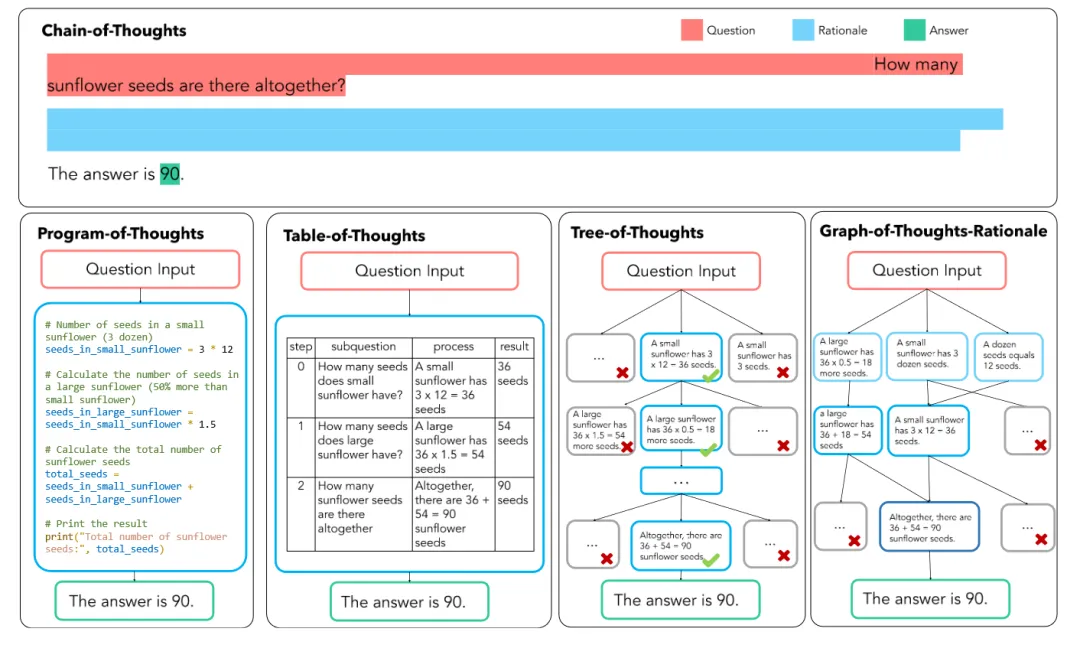 Chain-of-Thoughts
Question
Rationale
Answer
How many
sunflower seeds are there altogether?
The answer is 90.
Program-of-Thoughts
Question Input
# Number of seeds in a small
sunflower (3 dozen)
seeds_in_small_sunflower = 3 * 12
# Calculate the number of seeds in
a large sunflower (50% more than
small sunflower)
seeds_in_large_sunflower =
seeds_in_small_sunflower * 1.5
# Calculate the total number of
sunflower seeds
total_seeds =
seeds_in_small_sunflower +
seeds_in_large_sunflower
# Print the result
print("Total number of sunflower
seeds:", total_seeds)
The answer is 90.
Table-of-Thoughts
Question Input
step subquestion process result
0 How many seeds A small 36
does small sunflower has seeds
sunflower have? 3 x 12 = 36
seeds
1 How many seeds A large 54
does large sunflower has seeds
sunflower have? 36 x 1.5 = 54
seeds
2 How many Altogether, 90
sunflower seeds there are 36 + seeds
are there 54 = 90
altogether sunflower
seeds
The answer is 90.
Tree-of-Thoughts
Question Input
...
A small
sunflower has 3
x 12 = 36 seeds.
A small
sunflower has
3 seeds.
A large
sunflower has
36 x 1.5 = 54
more seeds.
A large sunflower
has 36 x 0.5 = 18
more seeds.
...
...
...
Altogether, there are
36 + 54 = 90
sunflower seeds.
...
The answer is 90.
Graph-of-Thoughts-Rationale
Question Input
A large
sunflower has
36 x 0.5 = 18
more seeds.
A small
sunflower has 3
dozen seeds.
A dozen
seeds equals
12 seeds.
a large
sunflower has
36 + 18 = 54
seeds
A small sunflower
has 3 x 12 = 36
seeds.
...
...
Altogether, there are
36 + 54 = 90
sunflower seeds.
...
The answer is 90.